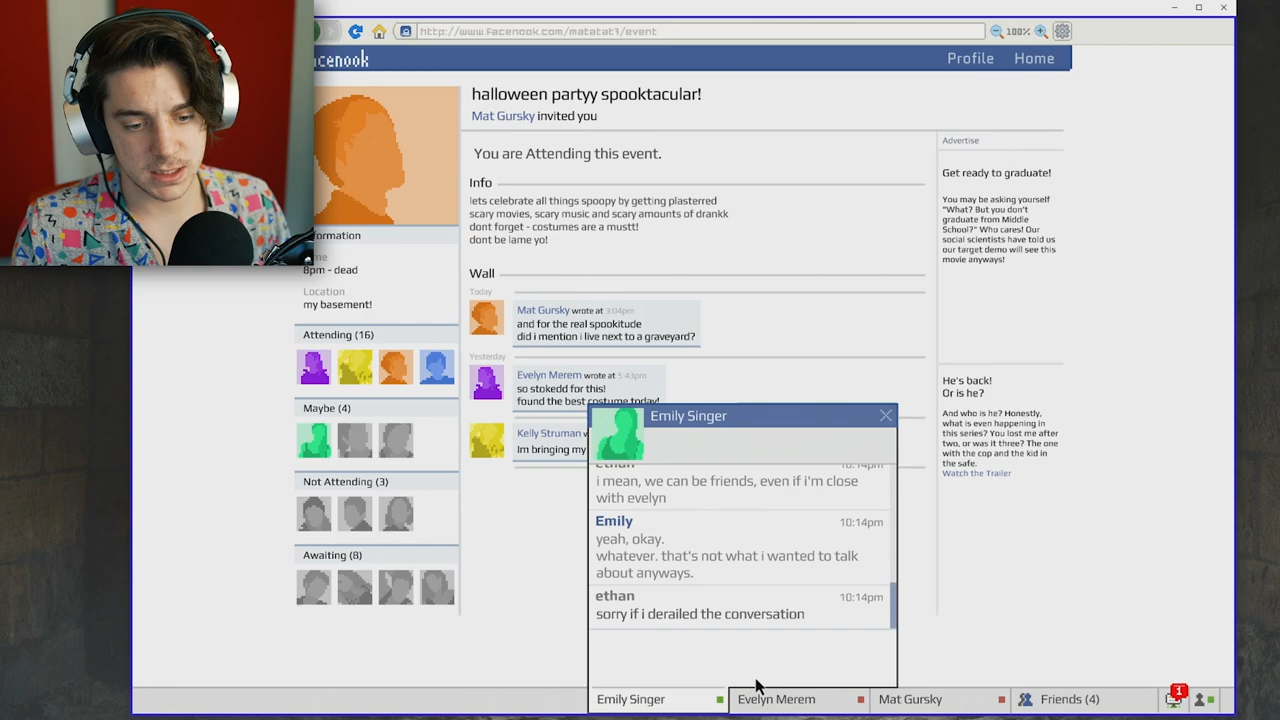 http://www.Facenook.com/matatat7/event
100%
cenook
Profile
Home
halloween partyy spooktacular!
Mat Gursky invited you
You are Attending this event.
Info
lets celebrate all things spoopy by getting plasterred
scary movies, scary music and scary amounts of drankk
dont forget - costumes are a mustt!
dont be lame yo!
Wall
Today
Mat Gursky wrote at 3:04pm
and for the real spookitude
did i mention i live next to a graveyard?
Yesterday
Evelyn Merem wrote at 5:43pm
so stokedd for this!
found the best costume today!
Kelly Struman
Im bringing my
ormation
8pm - dead
Location
my basement!
Attending (16)
Maybe (4)
Not Attending (3)
Awaiting (8)
Advertise
Get ready to graduate!
You may be asking yourself
"What? But you don't
graduate from Middle
School?" Who cares! Our
social scientists have told us
our target demo will see this
movie anyways!
He's back!
Or is he?
And who is he? Honestly,
what is even happening in
this series? You lost me after
two, or was it three? The one
with the cop and the kid in
the safe.
Watch the Trailer
Emily Singer
ethan 10:14pm
i mean, we can be friends, even if i'm close
with evelyn
Emily 10:14pm
yeah, okay.
whatever. that's not what i wanted to talk
about anyways.
ethan 10:14pm
sorry if i derailed the conversation
Emily Singer
Evelyn Merem
Mat Gursky
Friends (4)
1